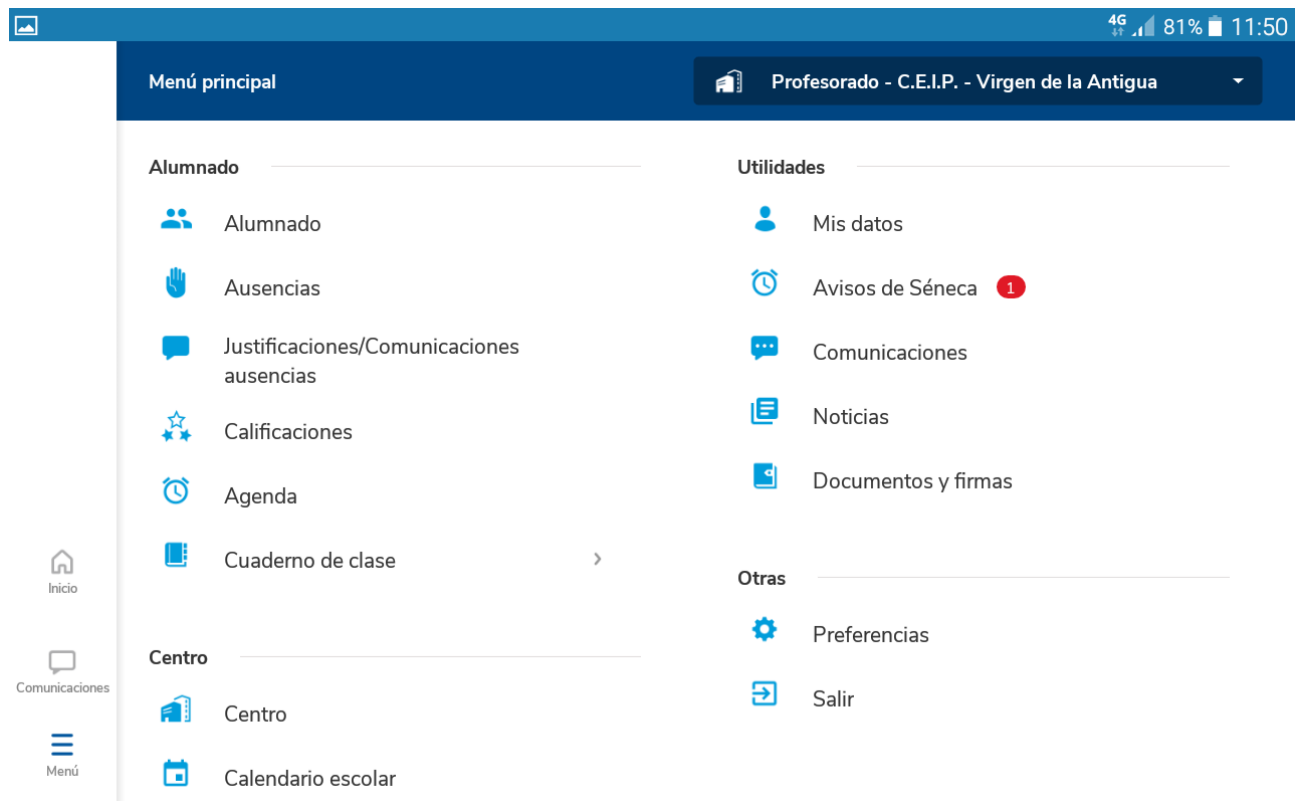 4G 81% 11:50
Menú principal
Profesorado - C.E.I.P. - Virgen de la Antigua
Alumnado
Alumnado
Ausencias
Justificaciones/Comunicaciones
ausencias
Calificaciones
Agenda
Cuaderno de clase
Centro
Centro
Calendario escolar
Utilidades
Mis datos
Avisos de Séneca 1
Comunicaciones
Noticias
Documentos y firmas
Otras
Preferencias
Salir
Inicio
Comunicaciones
Menú